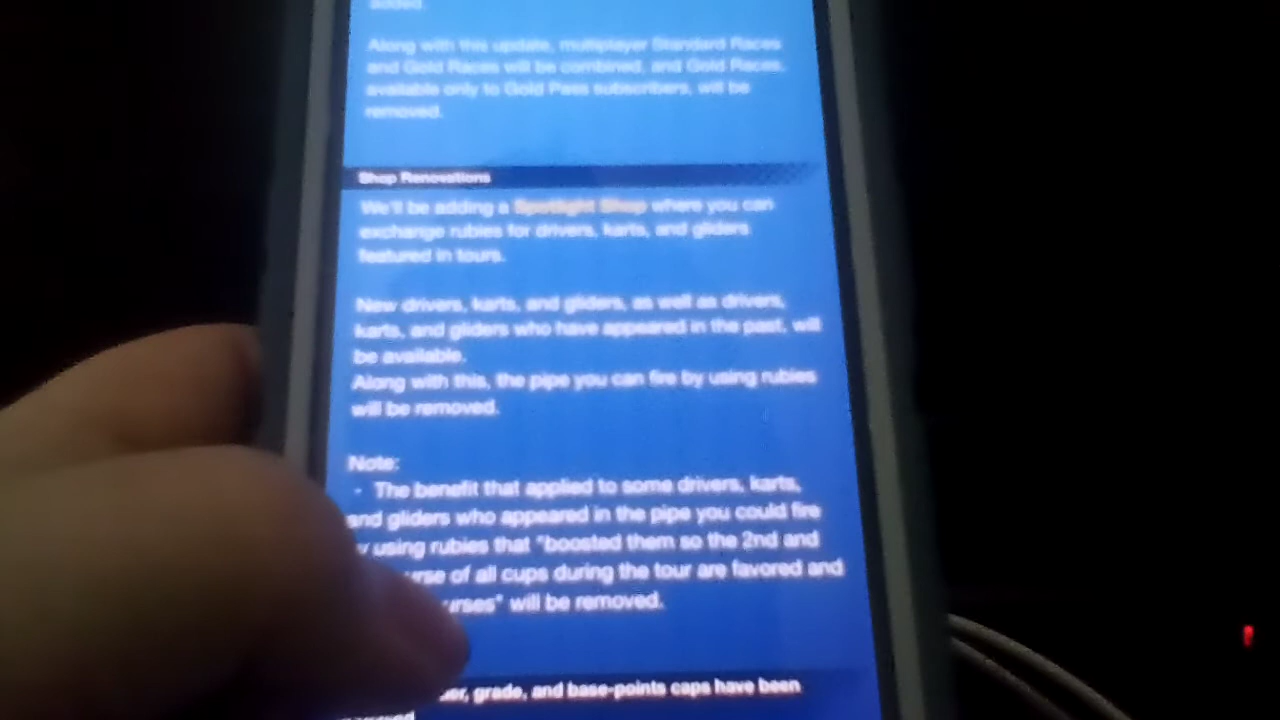 added.
Along with this update, multiplayer Standard Races
and Gold Races will be combined, and Gold Races,
available only to Gold Pass subscribers, will be
removed.
Shop Renovations
We'll be adding a Spotlight Shop where you can
exchange rubies for drivers, karts, and gliders
featured in tours.
New drivers, karts, and gliders, as well as drivers,
karts, and gliders who have appeared in the past, will
be available.
Along with this, the pipe you can fire by using rubies
will be removed.
Note:
・ The benefit that applied to some drivers, karts,
and gliders who appeared in the pipe you could fire
using rubies that "boosted them so the 2nd and
of all cups during the tour are favored and
will be removed.
grade, and base-points caps have been